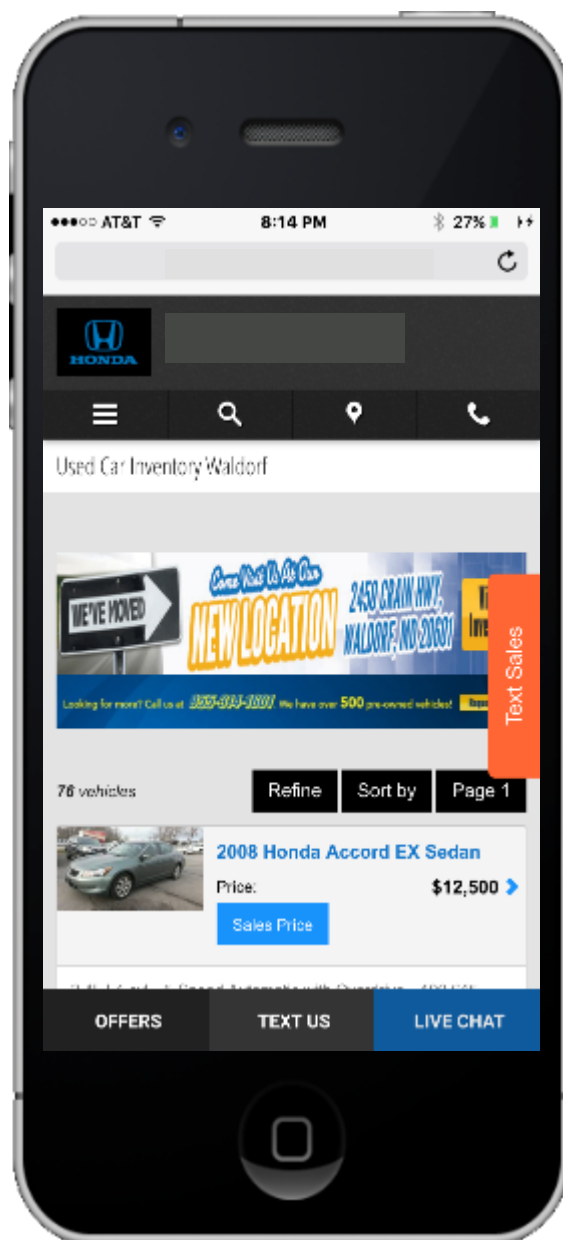 AT&T 8:14 PM 27%
HONDA
Used Car Inventory Waldorf
WE'VE MOVED
Come Visit Us At Our
NEW LOCATION
2450 CRAIN HWY,
WALDORF, MD 20601
Looking for more? Call us at We have over 500 pre-owned vehicles!
Text Sales
76 vehicles Refine Sort by Page 1
2008 Honda Accord EX Sedan
Price: $12,500
Sales Price
OFFERS TEXT US LIVE CHAT